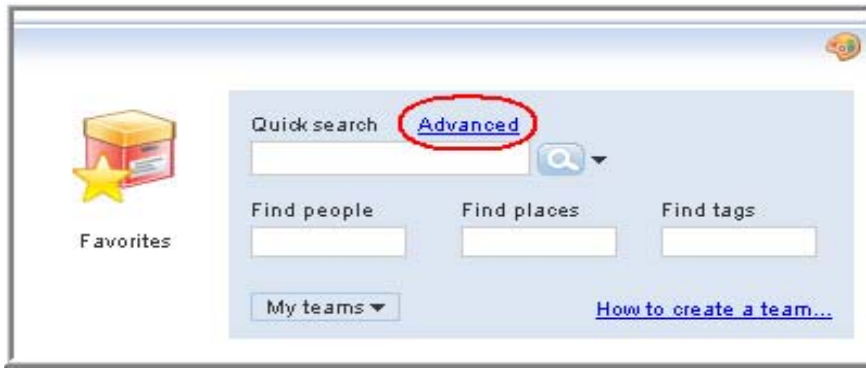 Quick search Advanced
Find people Find places Find tags
Favorites
My teams How to create a team...